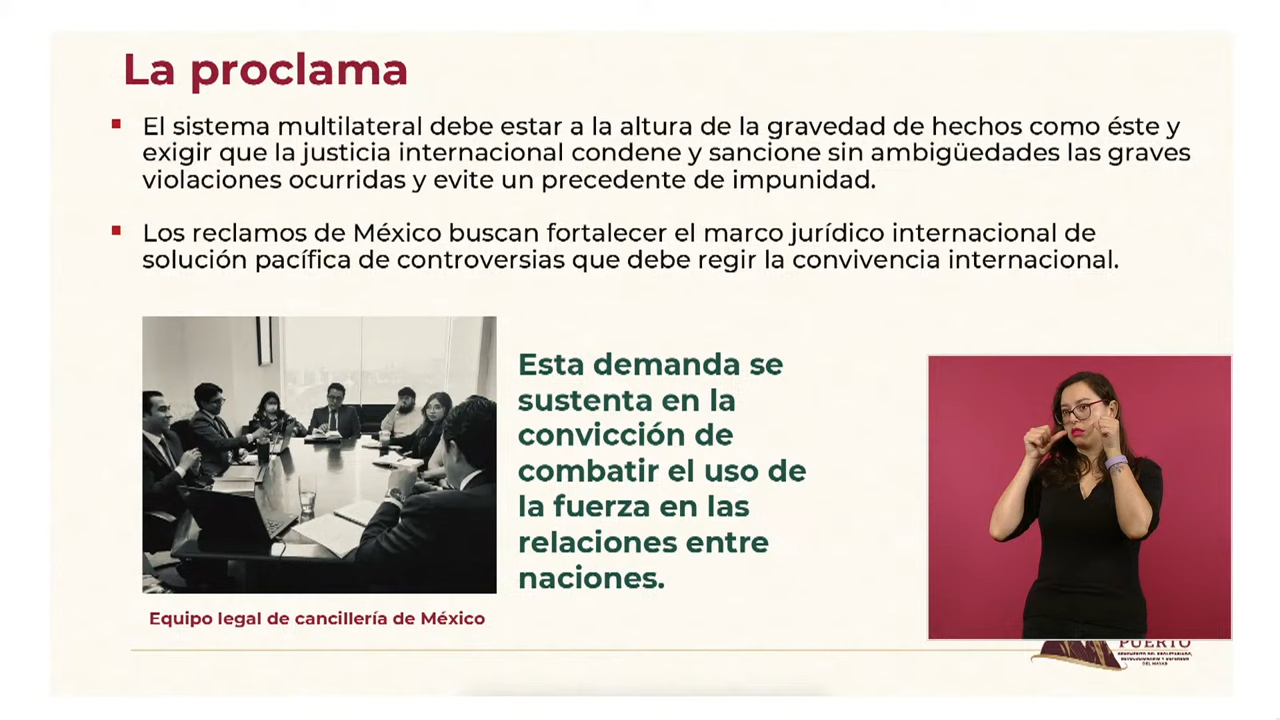 La proclama
El sistema multilateral debe estar a la altura de la gravedad de hechos como éste y
exigir que la justicia internacional condene y sancione sin ambigüedades las graves
violaciones ocurridas y evite un precedente de impunidad.
Los reclamos de México buscan fortalecer el marco jurídico internacional de
solución pacífica de controversias que debe regir la convivencia internacional.
Esta demanda se
sustenta en la
convicción de
combatir el uso de
la fuerza en las
relaciones entre
naciones.
Equipo legal de cancillería de México
PUERTO
DEL MAYAB